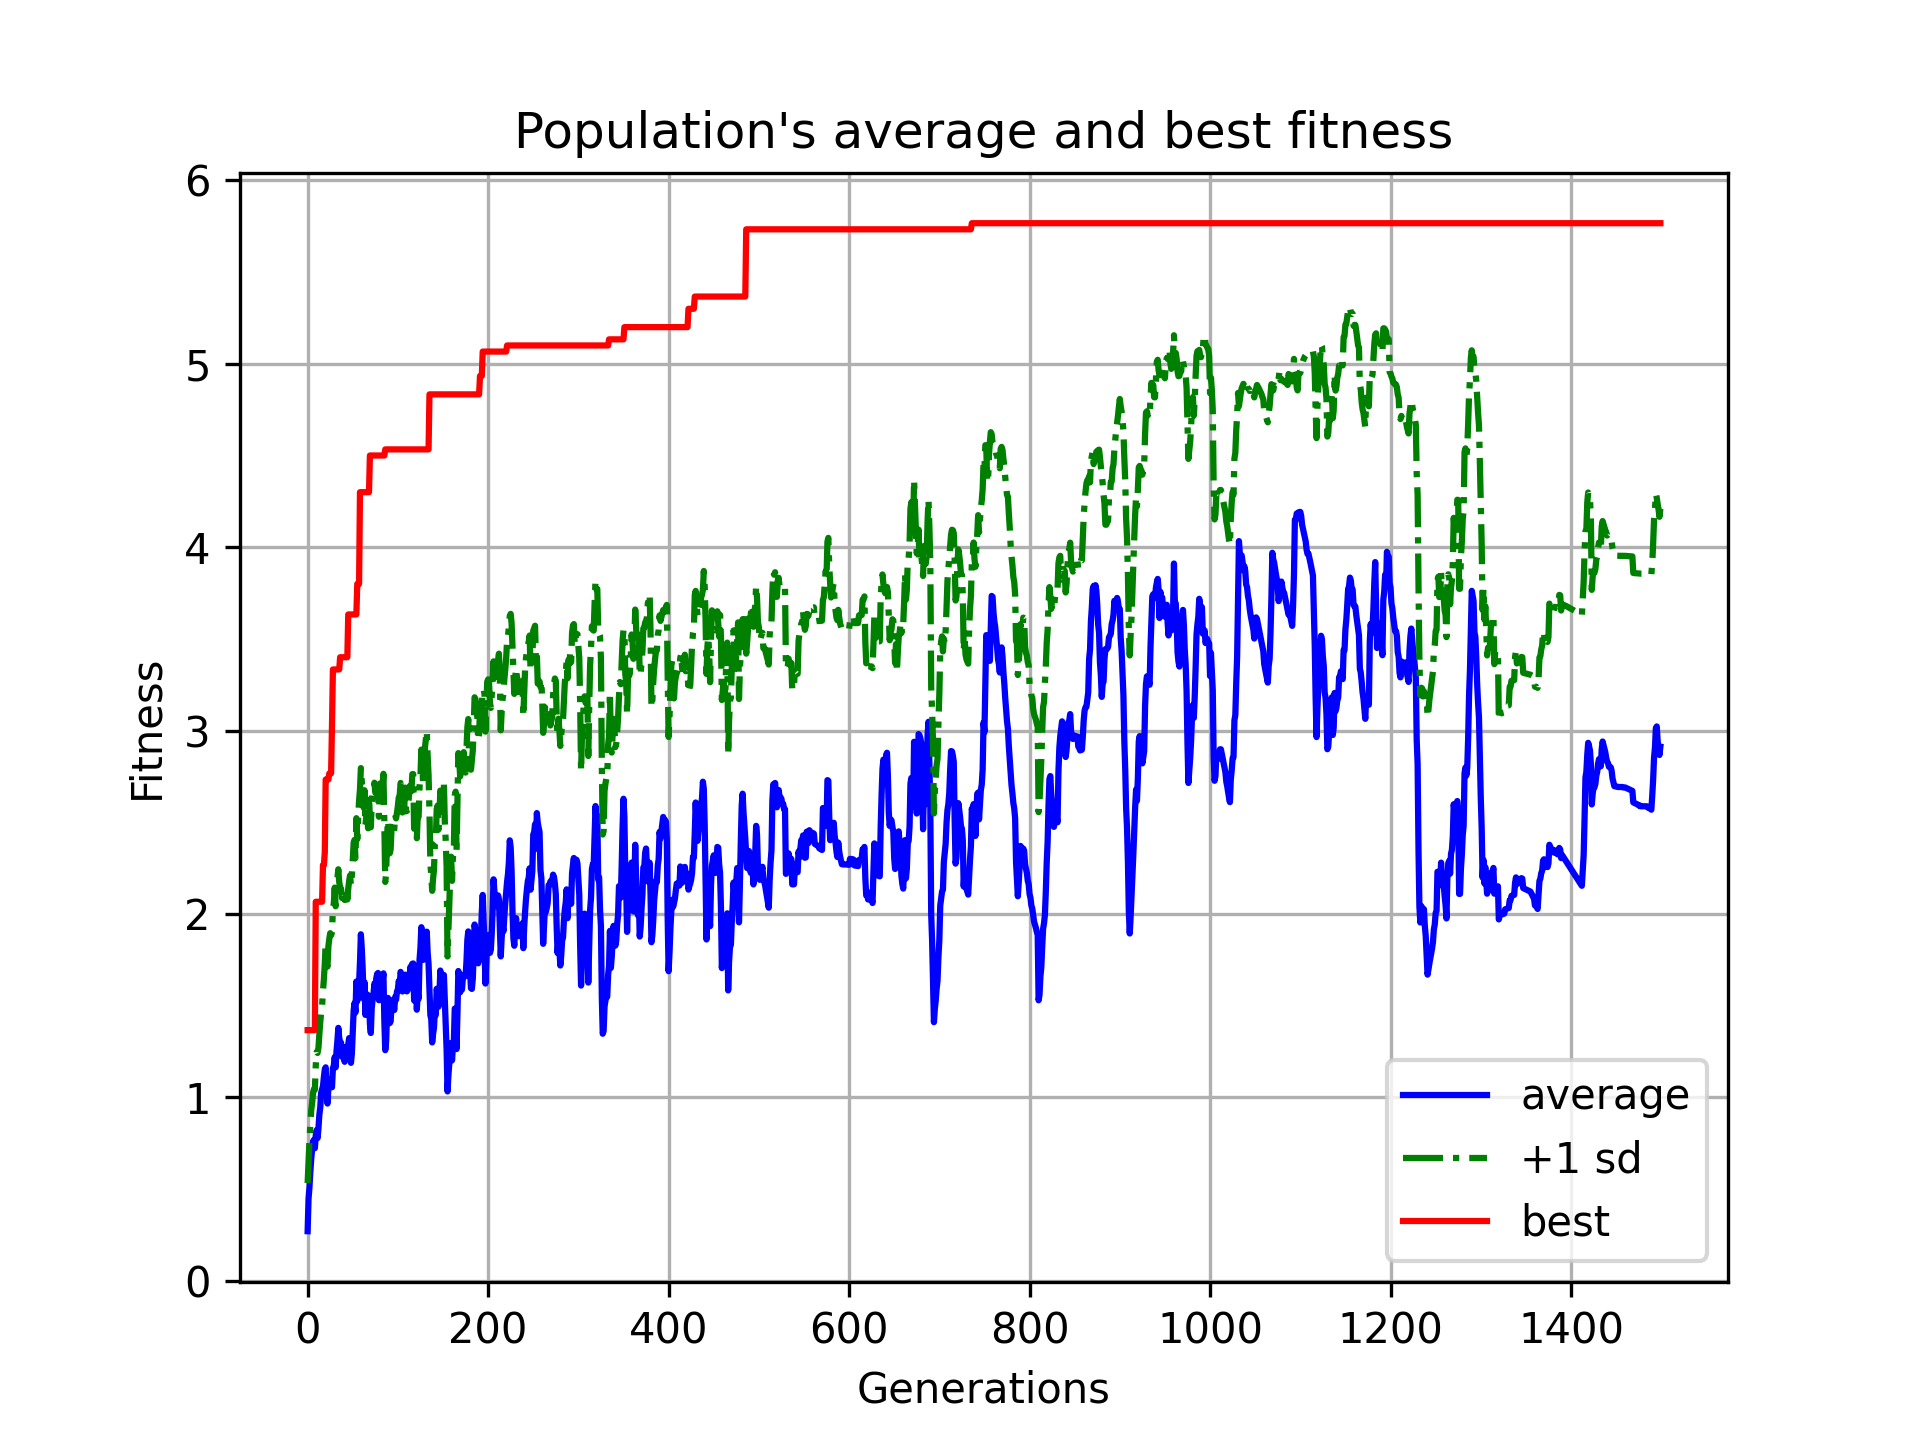 Population's average and best fitness
6
5
4
3
2
1
0
Fitness
0 200 400 600 800 1000 1200 1400
Generations
average
+1 sd
best